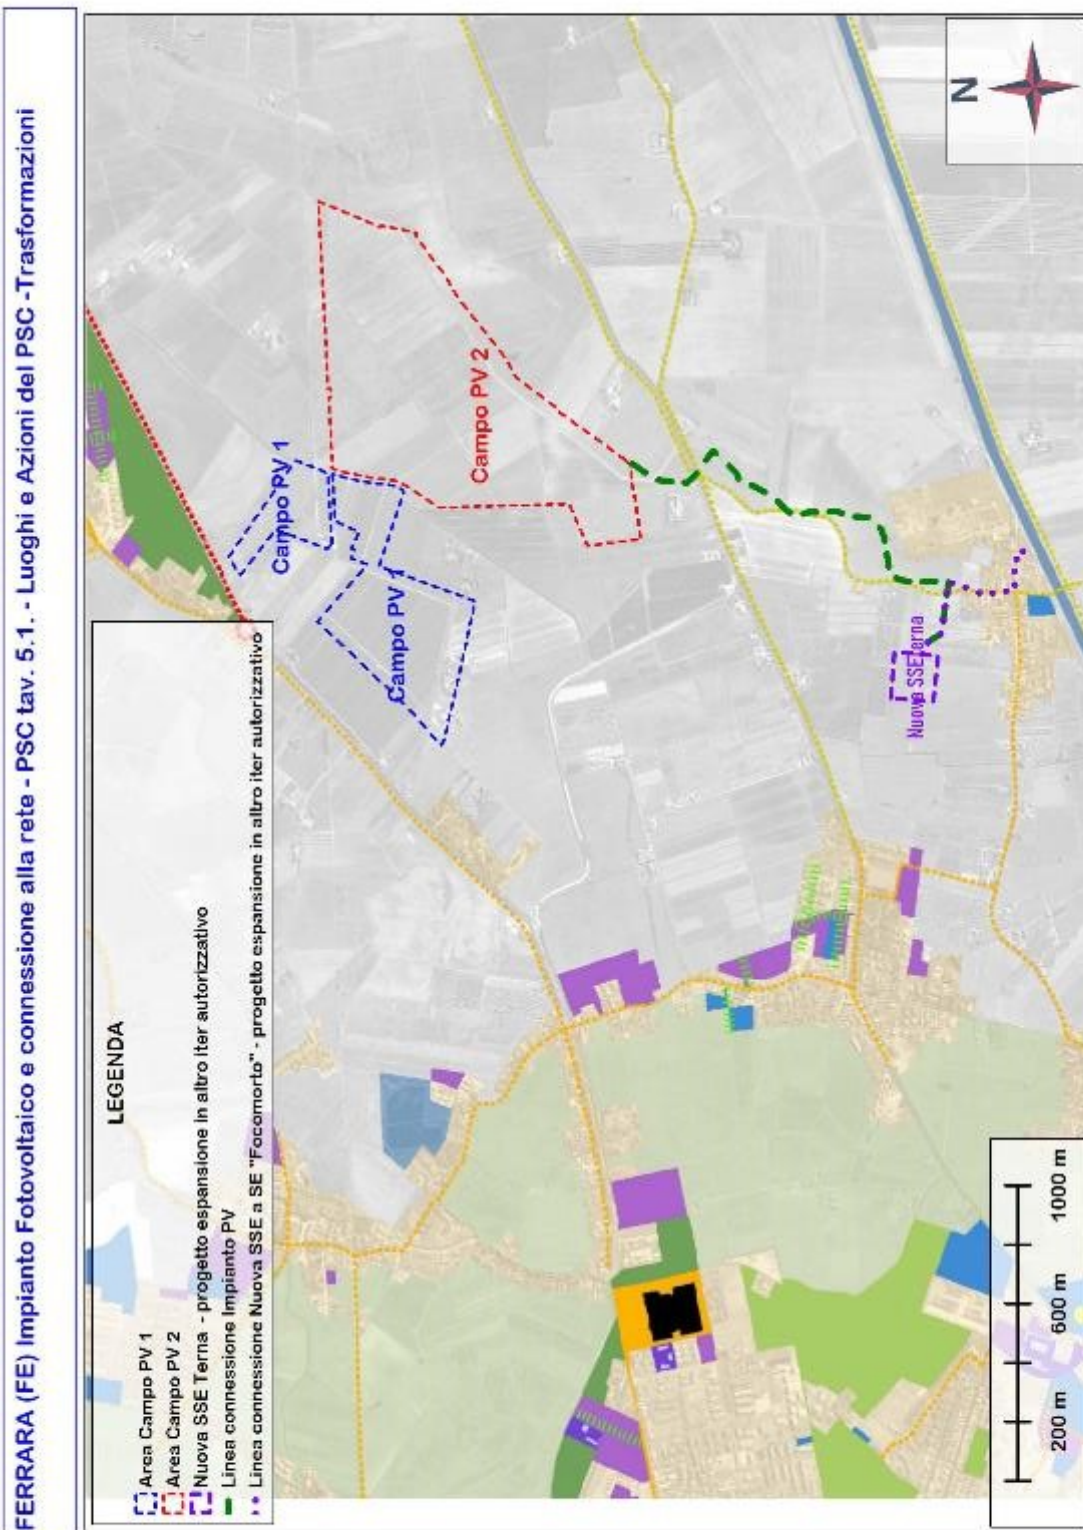 FERRARA (FE) Impianto Fotovoltaico e connessione alla rete - PSC tav. 5.1. - Luoghi e Azioni del PSC -Trasformazioni
LEGENDA
Area Campo PV 1
Area Campo PV 2
Nuova SSE Terna - progetto espansione in altro iter autorizzativo
Linea connessione Impianto PV
Linea connessione Nuova SSE a SE "Focomorto" - progetto espansione in altro iter autorizzativo
Campo PV 1
Campo PV 1
Campo PV 2
Nuova SSE Terna
N
200 m 600 m 1000 m